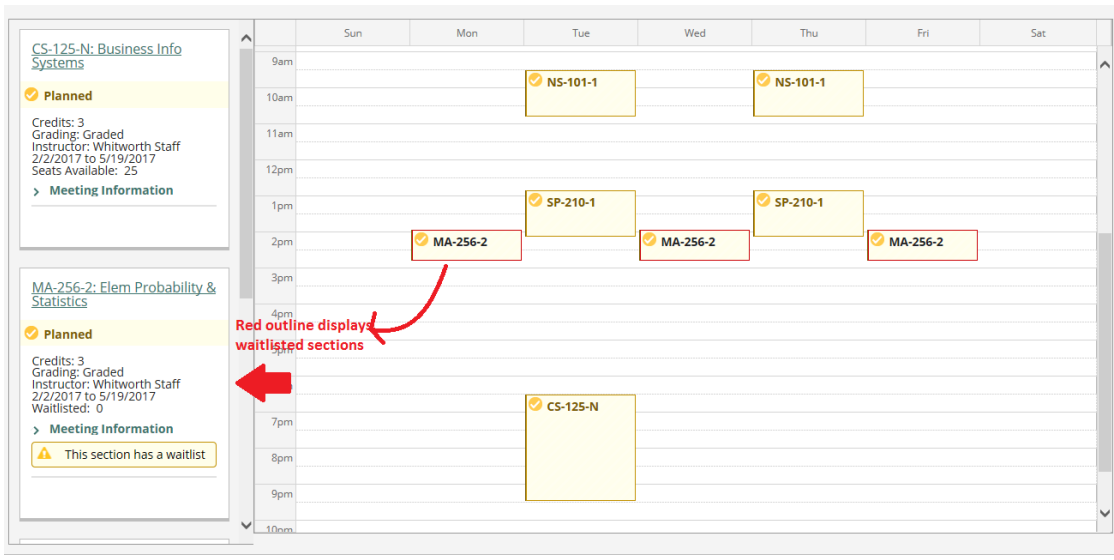 CS-125-N: Business Info
Systems
Planned
Credits: 3
Grading: Graded
Instructor: Whitworth Staff
2/2/2017 to 5/19/2017
Seats Available: 25
Meeting Information
MA-256-2: Elem Probability &
Statistics
Planned
Credits: 3
Grading: Graded
Instructor: Whitworth Staff
2/2/2017 to 5/19/2017
Waitlisted: 0
Meeting Information
This section has a waitlist
Sun Mon Tue Wed Thu Fri Sat
9am
NS-101-1 NS-101-1
10am
11am
12pm
SP-210-1 SP-210-1
1pm
MA-256-2 MA-256-2 MA-256-2
2pm
3pm
4pm
Red outline displays
waitlisted sections
5pm
CS-125-N
7pm
8pm
9pm
10pm